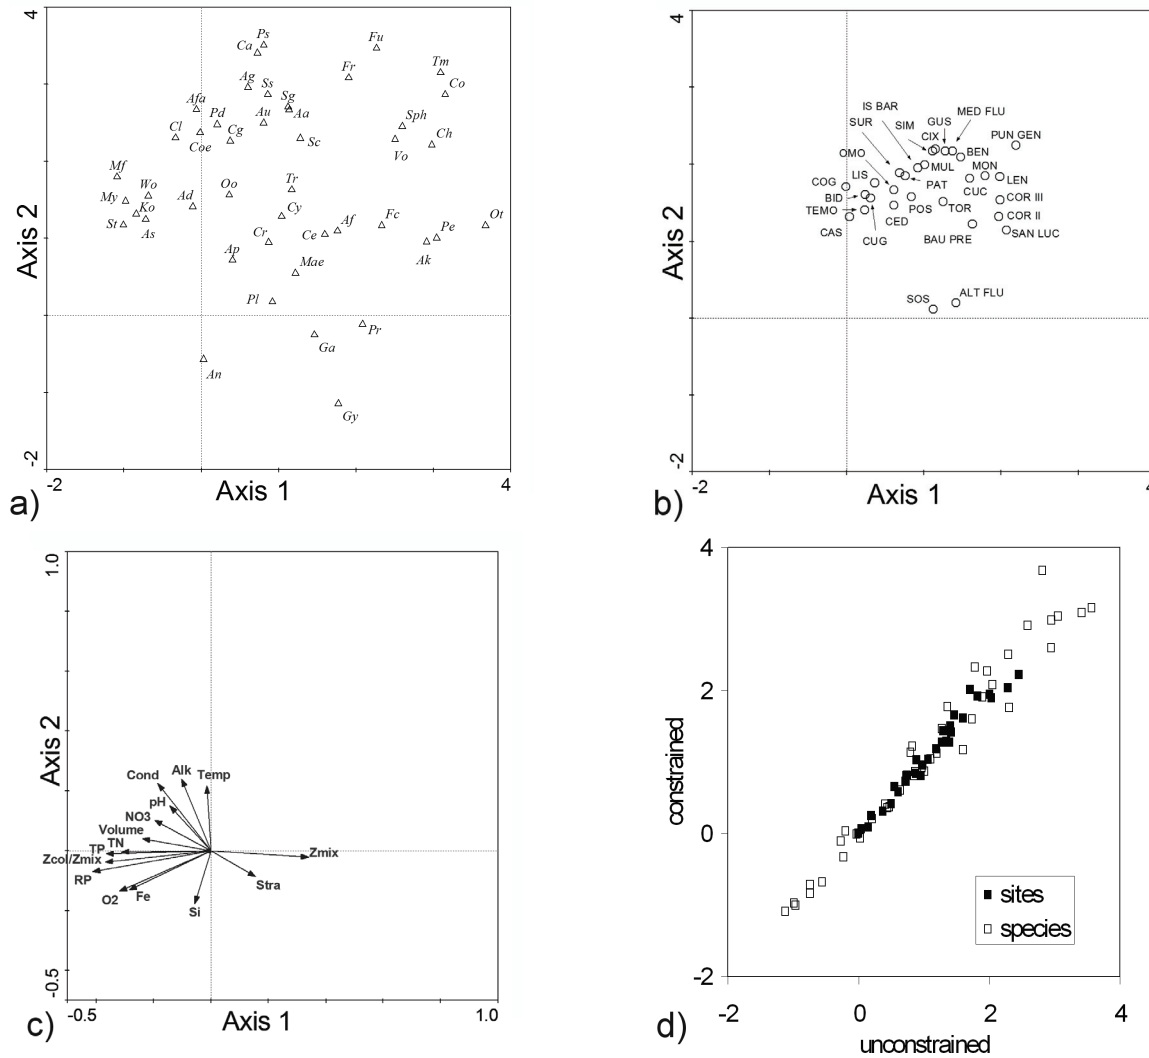 4
Ps
Fu
Ca
Tm
Fr
Ag
Ss
Co
Afa
Sg
Pd
Au
Aa
Sph
Cl
Cg
Ch
Coe
Sc
Vo
Mf
Wo
Oo
Tr
My
Ko
Ad
Cy
Af
Fc
Ot
St
As
Cr
Ce
Pe
Ap
Mae
Ak
Pl
Pr
Ga
An
Gy
Axis 2
-2
-2
Axis 1
4
a)
4
IS BAR
MED FLU
SUR
SIM
GUS
CIX
PUN GEN
OMO
BEN
MUL
MON
LIS
COG
PAT
LEN
CUC
BID
COR III
TEMO
POS
TOR
COR II
CED
CAS
SAN LUC
CUG
BAU PRE
SOS
ALT FLU
Axis 2
-2
-2
Axis 1
4
b)
1.0
Cond
Alk
Temp
pH
NO3
Volume
TN
TP
Zcol/Zmix
Zmix
RP
Stra
O2
Fe
Si
Axis 2
-0.5
-0.5
Axis 1
1.0
c)
4
2
0
-2
constrained
sites
species
-2
0
2
4
unconstrained
d)